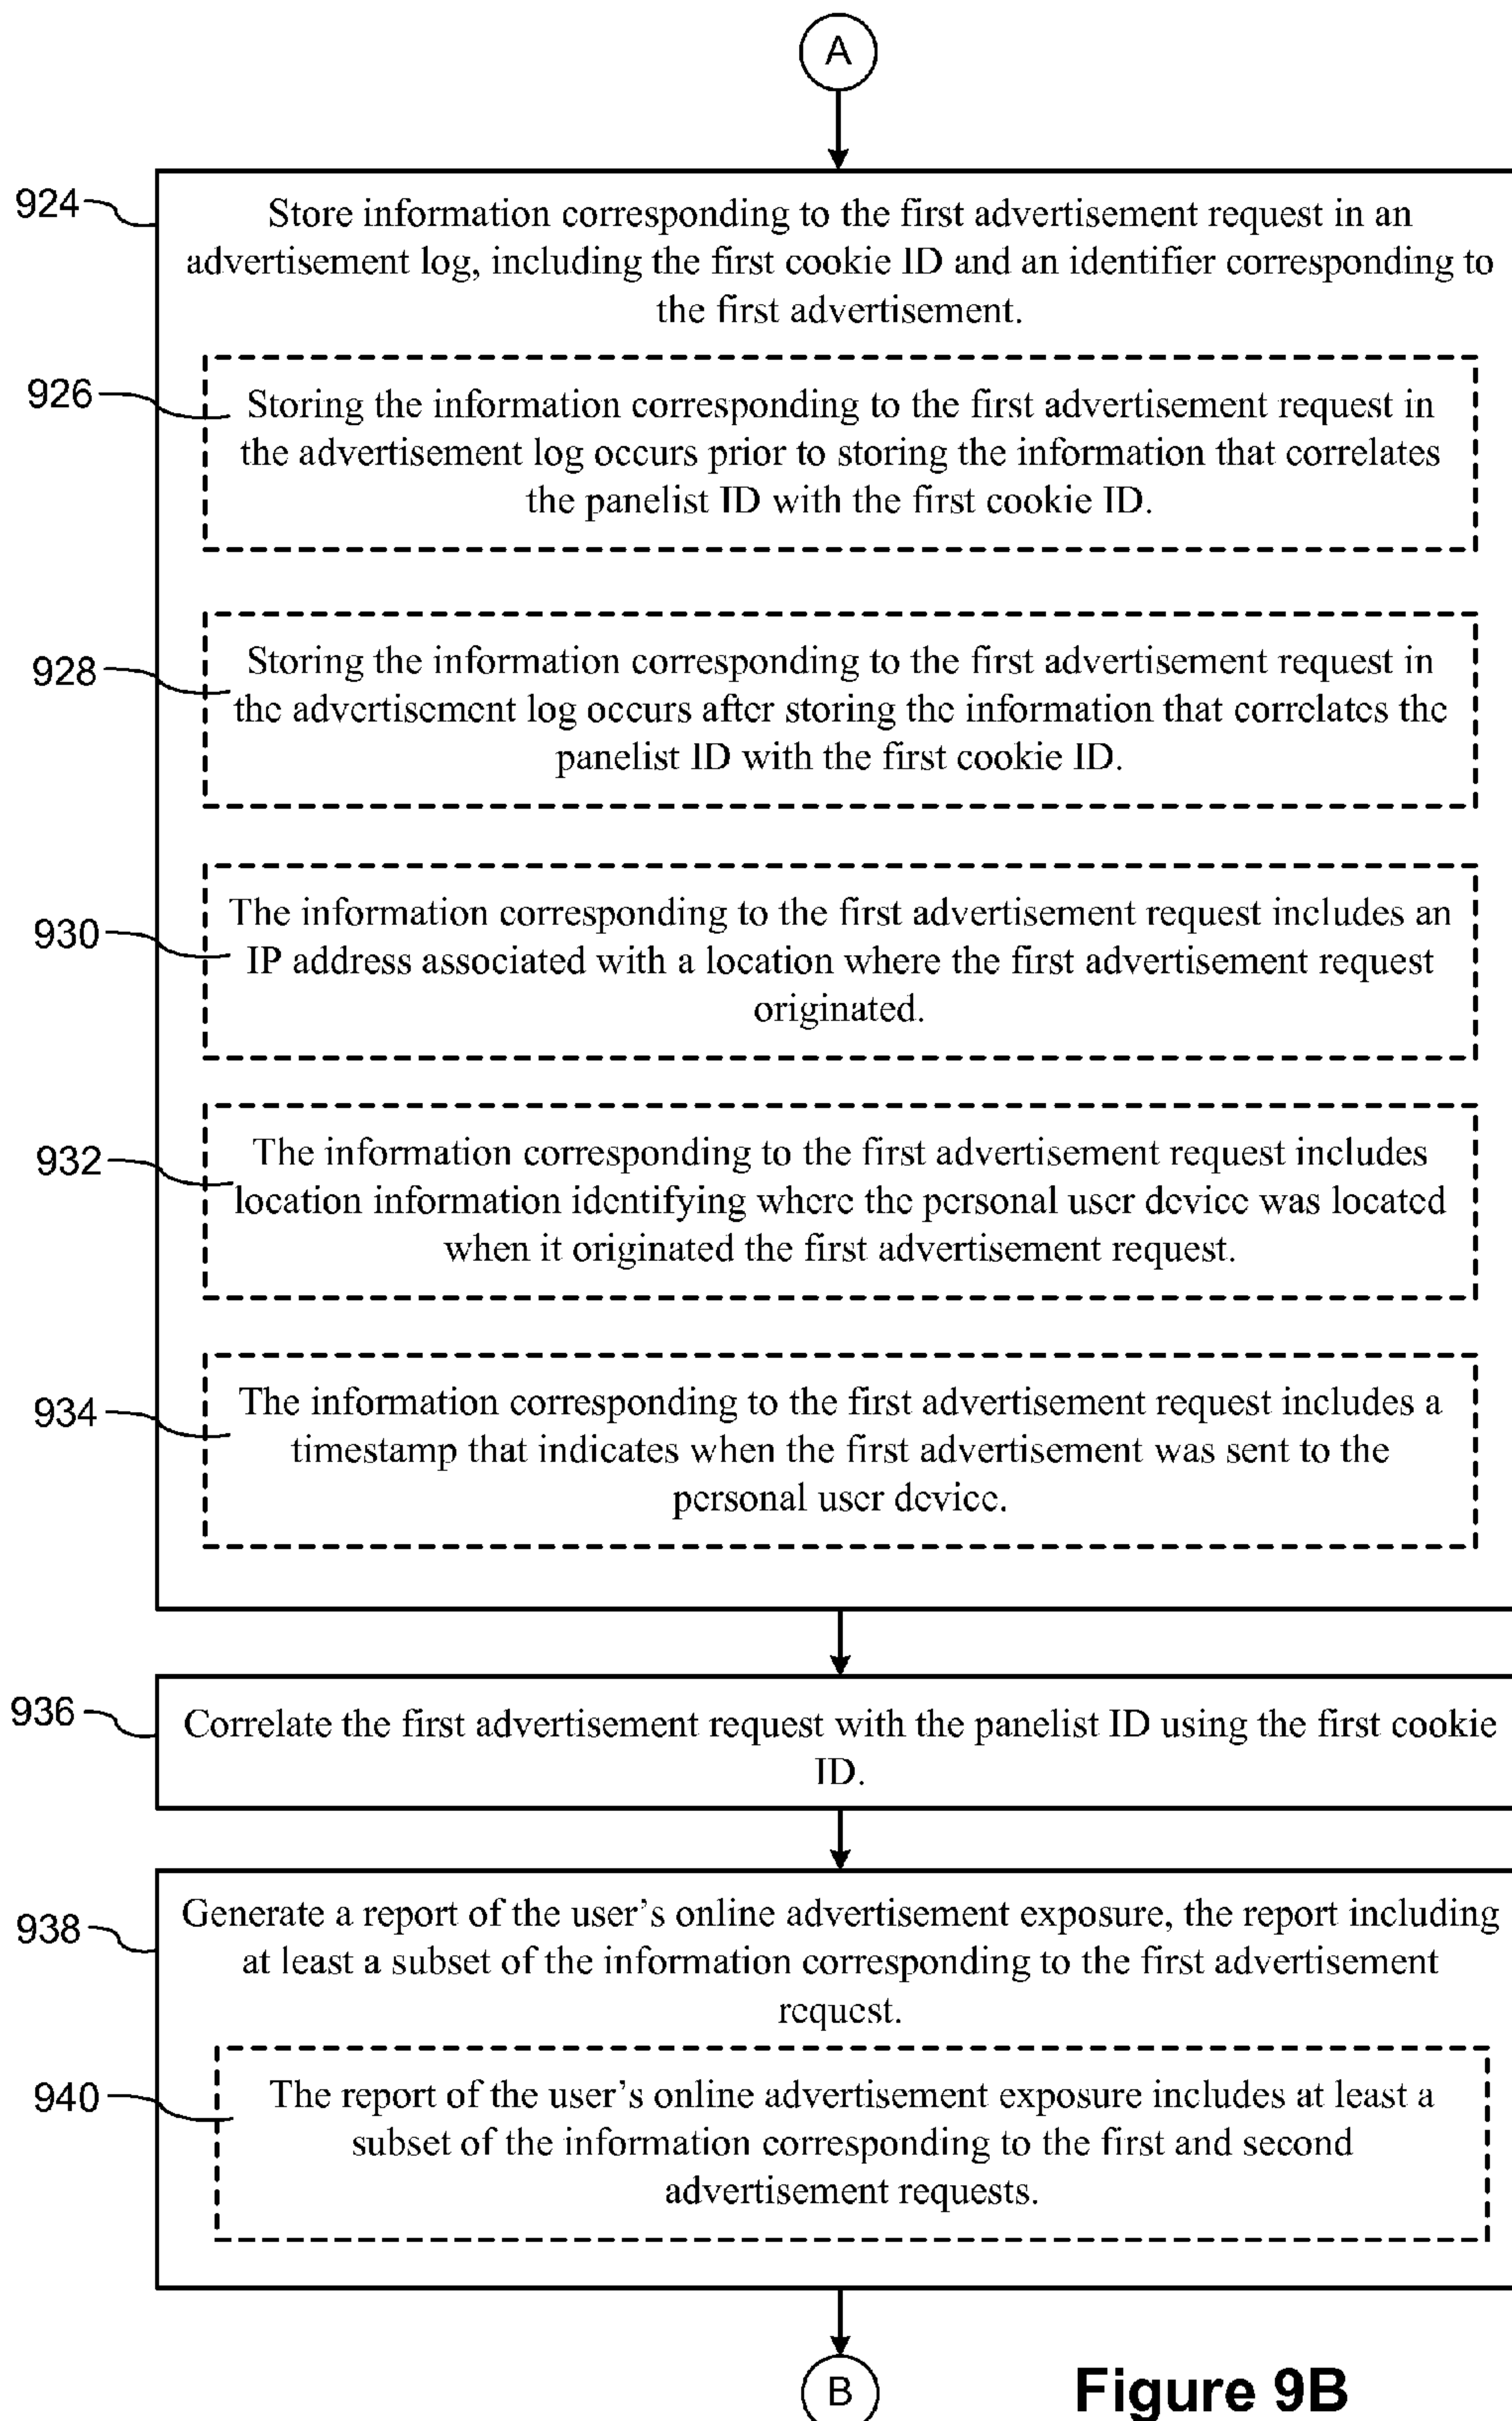 A
924
Store information corresponding to the first advertisement request in an
advertisement log, including the first cookie ID and an identifier corresponding to
the first advertisement.
926
Storing the information corresponding to the first advertisement request in
the advertisement log occurs prior to storing the information that correlates
the panelist ID with the first cookie ID.
928
Storing the information corresponding to the first advertisement request in
the advertisement log occurs after storing the information that correlates the
panelist ID with the first cookie ID.
930
The information corresponding to the first advertisement request includes an
IP address associated with a location where the first advertisement request
originated.
932
The information corresponding to the first advertisement request includes
location information identifying where the personal user device was located
when it originated the first advertisement request.
934
The information corresponding to the first advertisement request includes a
timestamp that indicates when the first advertisement was sent to the
personal user device.
936
Correlate the first advertisement request with the panelist ID using the first cookie
ID.
938
Generate a report of the user's online advertisement exposure, the report including
at least a subset of the information corresponding to the first advertisement
request.
940
The report of the user's online advertisement exposure includes at least a
subset of the information corresponding to the first and second
advertisement requests.
B
Figure 9B